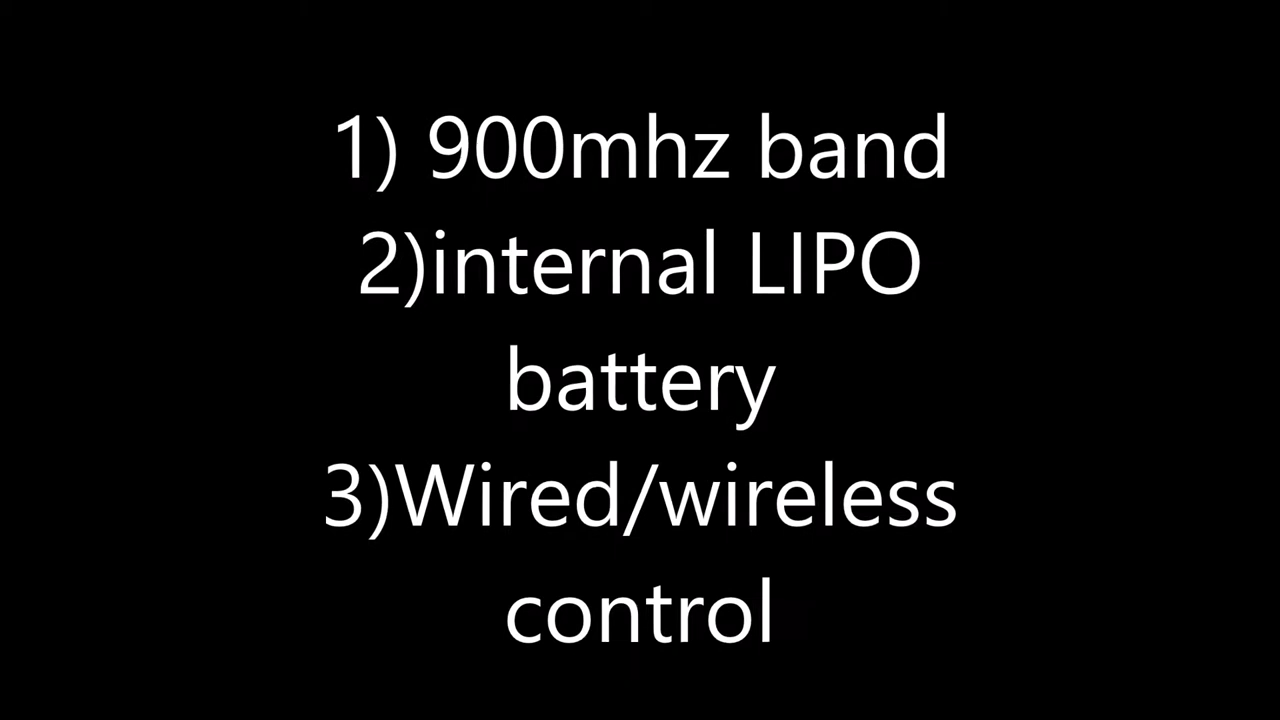 1) 900mhz band
2)internal LIPO
battery
3)Wired/wireless
control